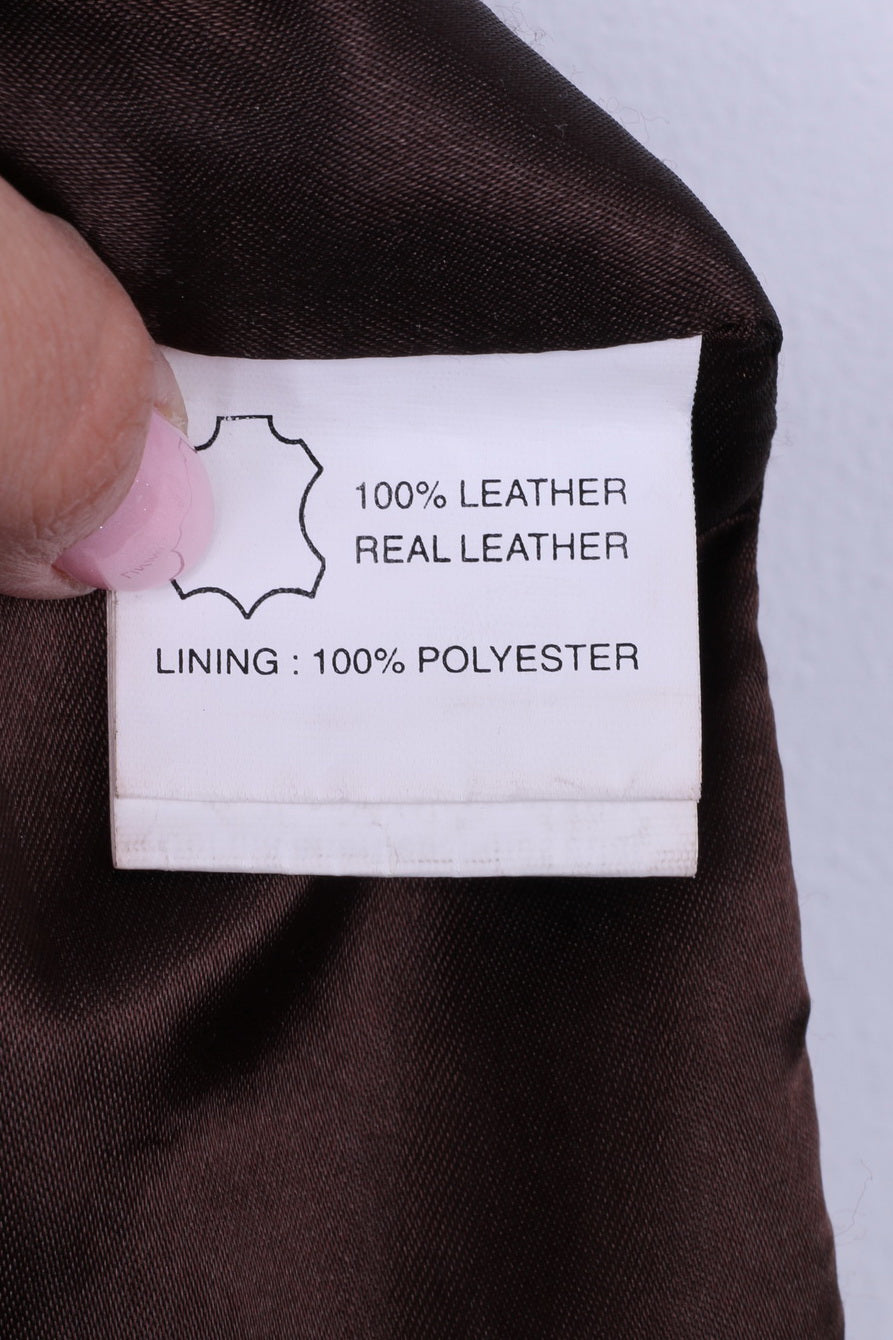 100% LEATHER
REAL LEATHER
LINING : 100% POLYESTER